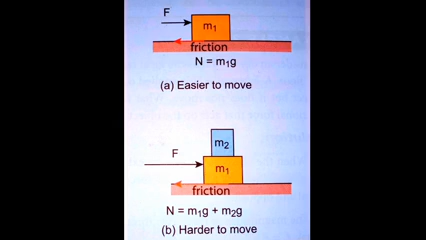 F
m₁
friction
N = m₁g
(a) Easier to move
m₂
F
m₁
friction
N = m₁g + m₂g
(b) Harder to move